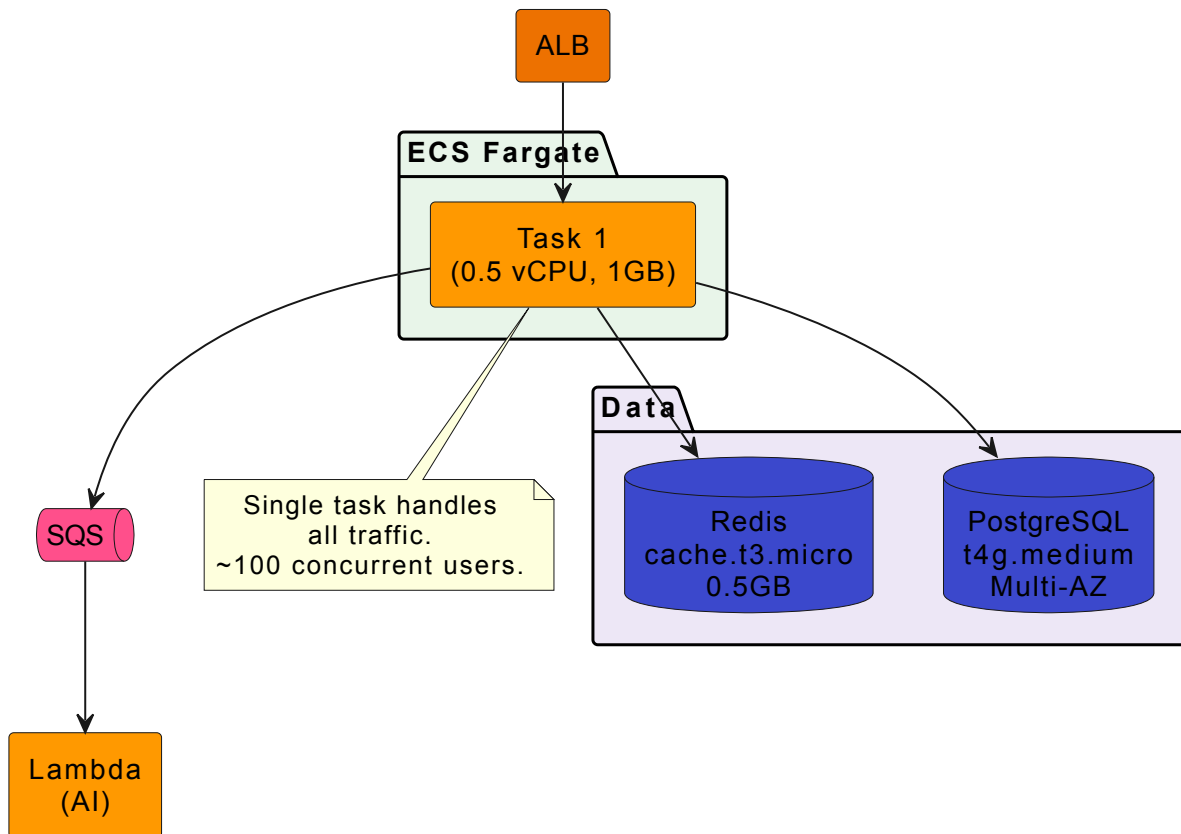 ALB
ECS Fargate
Task 1
(0.5 vCPU, 1GB)
Data
Single task handles
all traffic.
~100 concurrent users.
SQS
Redis
cache.t3.micro
0.5GB
PostgreSQL
t4g.medium
Multi-AZ
Lambda
(AI)